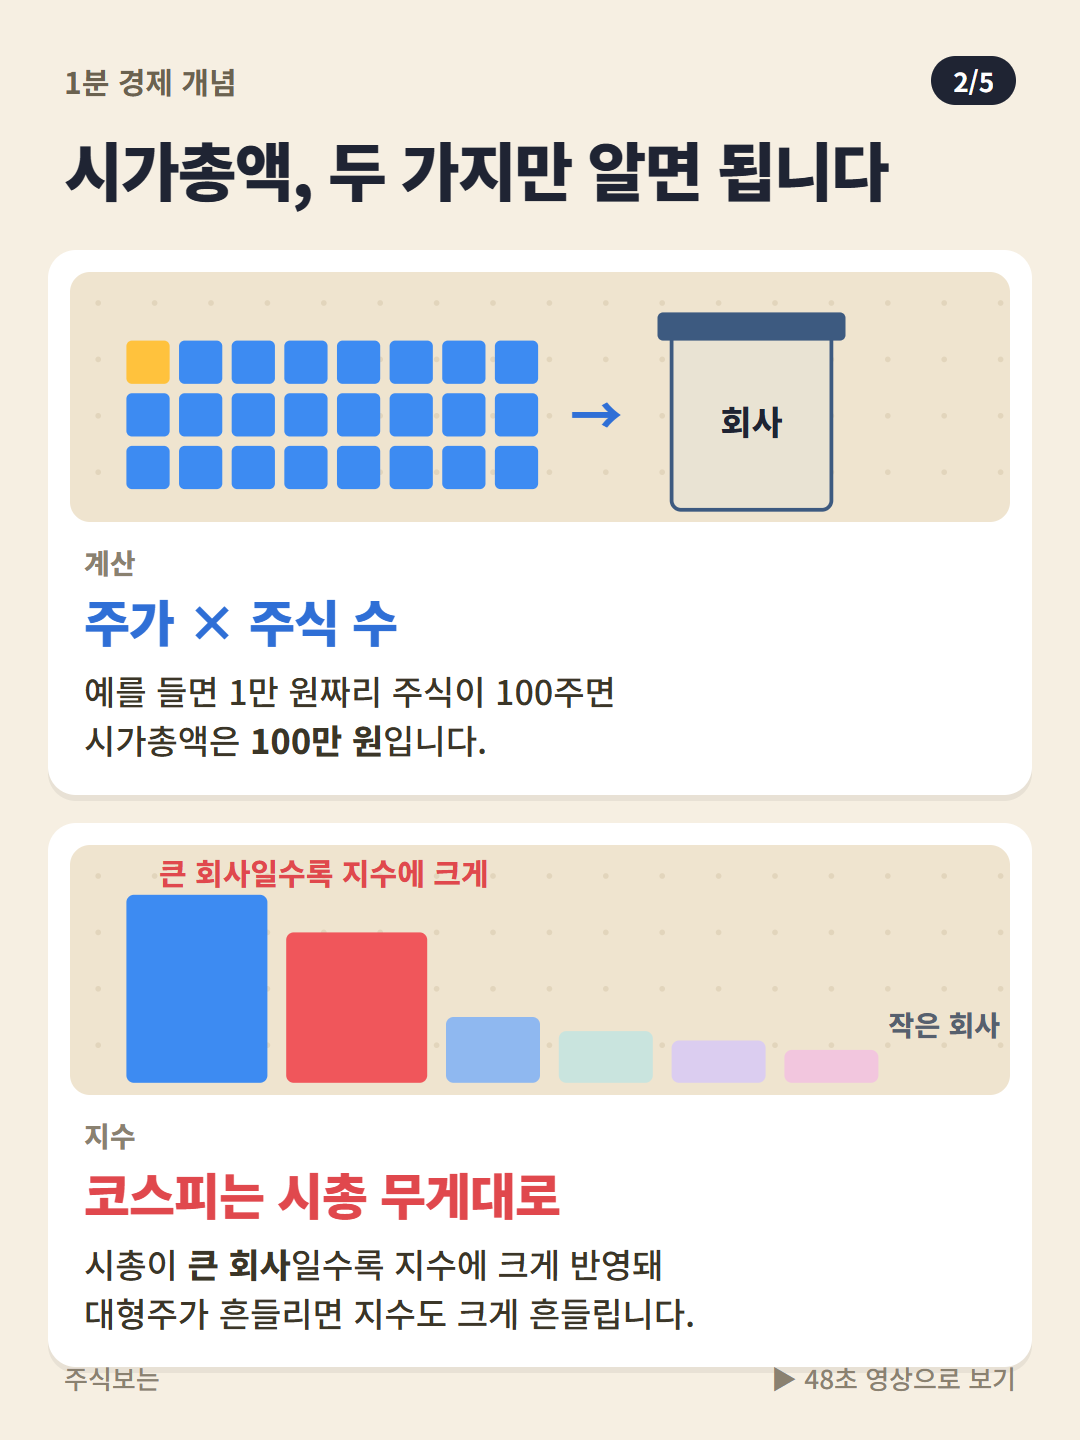 1분 경제 개념
2/5
시가총액, 두 가지만 알면 됩니다
→
회사
계산
주가 × 주식 수
예를 들면 1만 원짜리 주식이 100주면
시가총액은 100만 원입니다.
큰 회사일수록 지수에 크게
작은 회사
지수
코스피는 시총 무게대로
시총이 큰 회사일수록 지수에 크게 반영돼
대형주가 흔들리면 지수도 크게 흔들립니다.
주식보는
▶ 48초 영상으로 보기